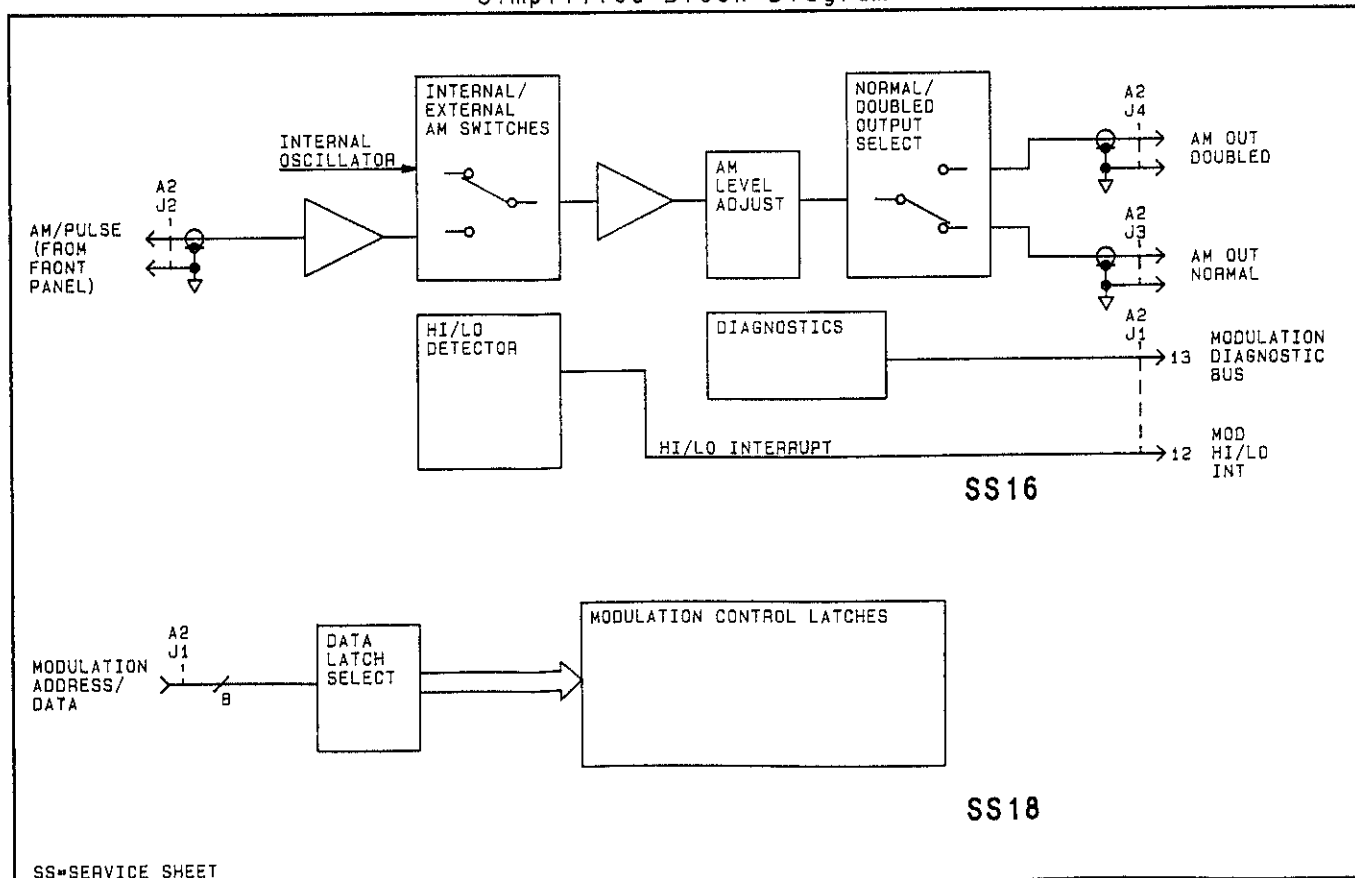 Simplified Block Diagram
INTERNAL/
EXTERNAL
AM SWITCHES
NORMAL/
DOUBLED
OUTPUT
SELECT
A2
J4
AM OUT
DOUBLED
INTERNAL
OSCILLATOR
AM
LEVEL
ADJUST
A2
J2
AM/PULSE
(FROM
FRONT
PANEL)
A2
J3
AM OUT
NORMAL
HI/LO
DETECTOR
DIAGNOSTICS
A2
J1
13
MODULATION
DIAGNOSTIC
BUS
HI/LO INTERRUPT
12
MOD
HI/LO
INT
SS16
A2
J1
MODULATION
ADDRESS/
DATA
8
DATA
LATCH
SELECT
MODULATION CONTROL LATCHES
SS18
SS=SERVICE SHEET